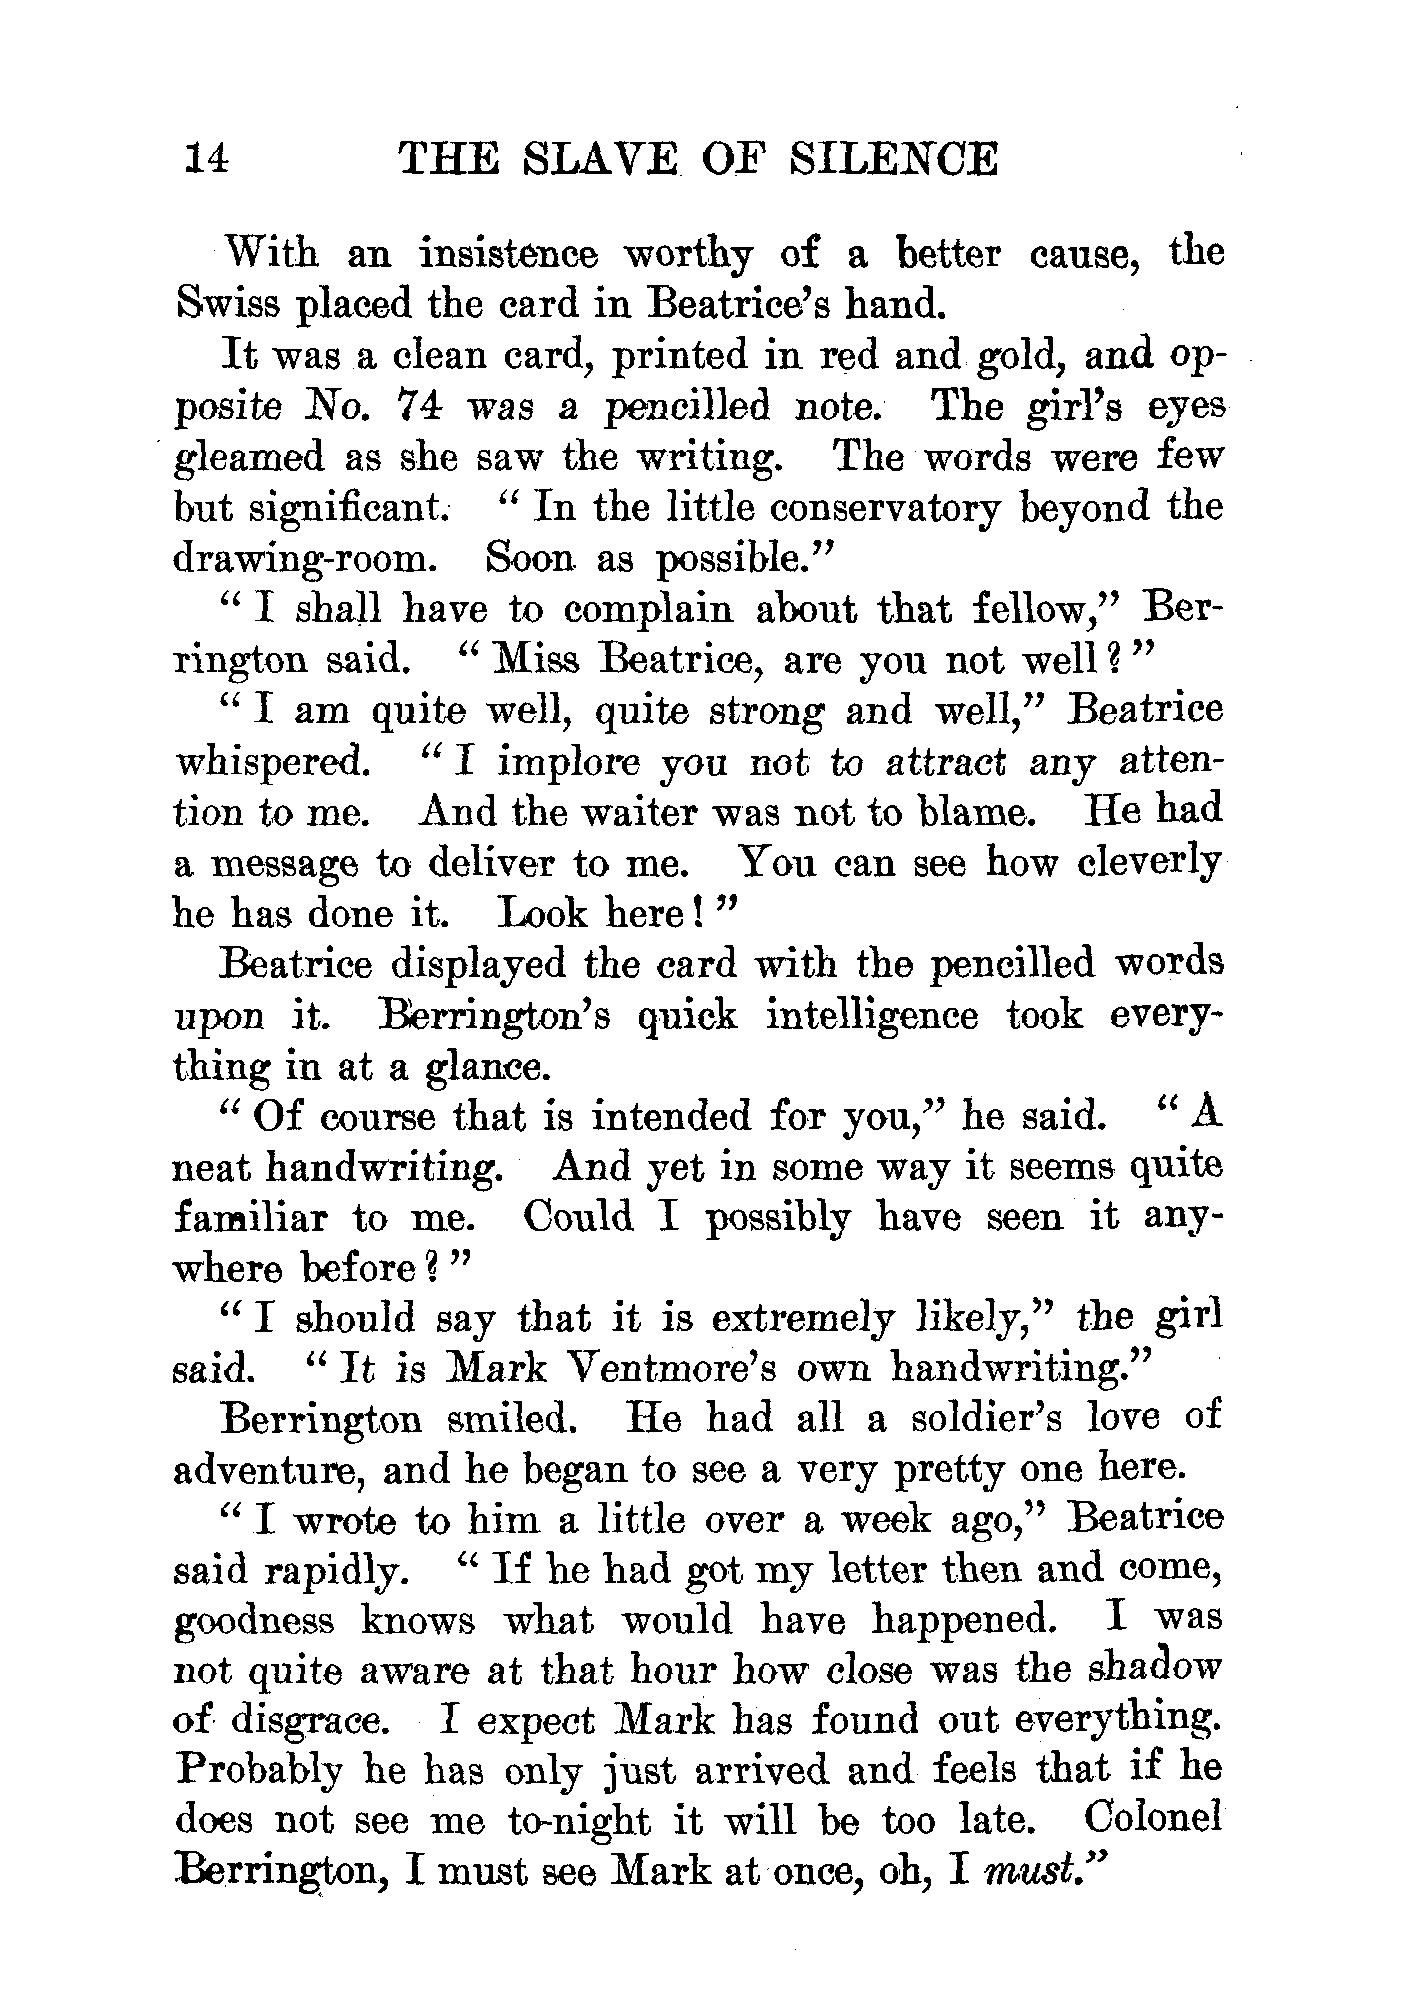 14 THE SLAVE OF SILENCE
With an insistence worthy of a better cause, the
Swiss placed the card in Beatrice's hand.
It was a clean card, printed in red and gold, and op-
posite No. 74 was a pencilled note. The girl's eyes
gleamed as she saw the writing. The words were few
but significant. " In the little conservatory beyond the
drawing-room. Soon as possible."
" I shall have to complain about that fellow," Ber-
rington said. " Miss Beatrice, are you not well ? "
" I am quite well, quite strong and well," Beatrice
whispered. " I implore you not to attract any atten-
tion to me. And the waiter was not to blame. He had
a message to deliver to me. You can see how cleverly
he has done it. Look here ! "
Beatrice displayed the card with the pencilled words
upon it. Berrington's quick intelligence took every-
thing in at a glance.
" Of course that is intended for you," he said. " A
neat handwriting. And yet in some way it seems quite
familiar to me. Could I possibly have seen it any-
where before ? "
" I should say that it is extremely likely," the girl
said. " It is Mark Ventmore's own handwriting."
Berrington smiled. He had all a soldier's love of
adventure, and he began to see a very pretty one here.
" I wrote to him a little over a week ago," Beatrice
said rapidly. " If he had got my letter then and come,
goodness knows what would have happened. I was
not quite aware at that hour how close was the shadow
of disgrace. I expect Mark has found out everything.
Probably he has only just arrived and feels that if he
does not see me to-night it will be too late. Colonel
Berrington, I must see Mark at once, oh, I must."